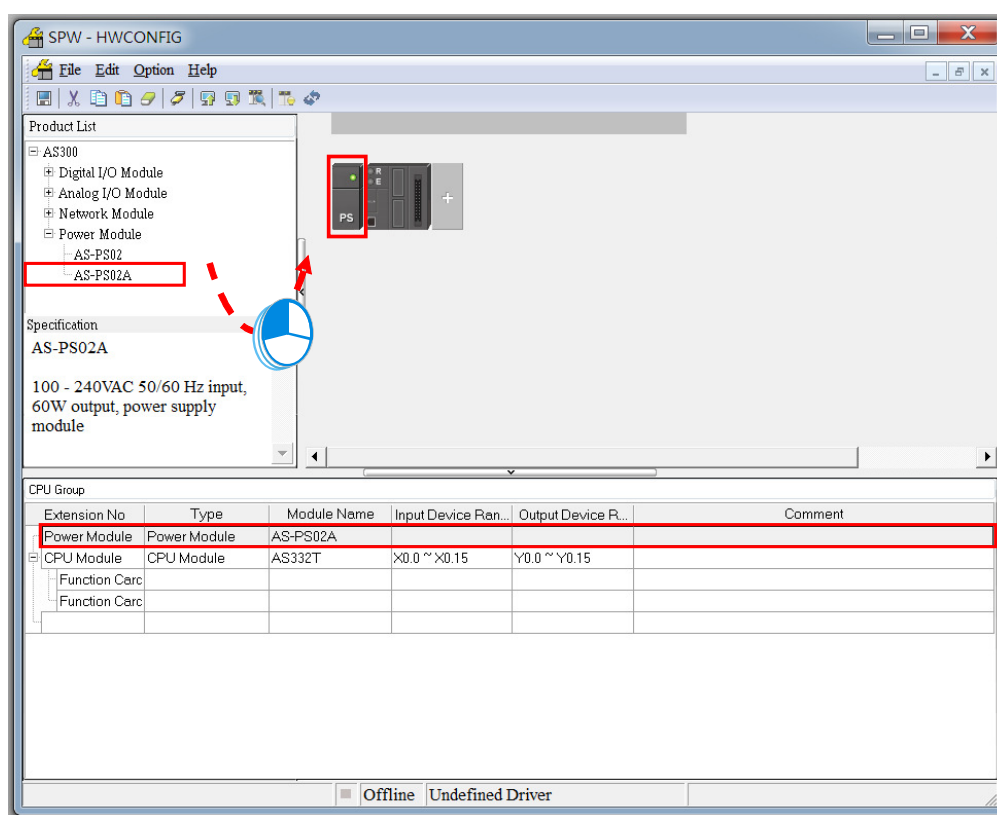 SPW - HWCONFIG
File Edit Option Help
Product List
AS300
Digital I/O Module
Analog I/O Module
Network Module
Power Module
AS-PS02
AS-PS02A
R
E
PS
Specification
AS-PS02A
100 - 240VAC 50/60 Hz input,
60W output, power supply
module
CPU Group
Extension No Type Module Name Input Device Ran... Output Device R... Comment
Power Module Power Module AS-PS02A
CPU Module CPU Module AS332T X0.0 ~ X0.15 Y0.0 ~ Y0.15
Function Carc
Function Carc
Offline Undefined Driver